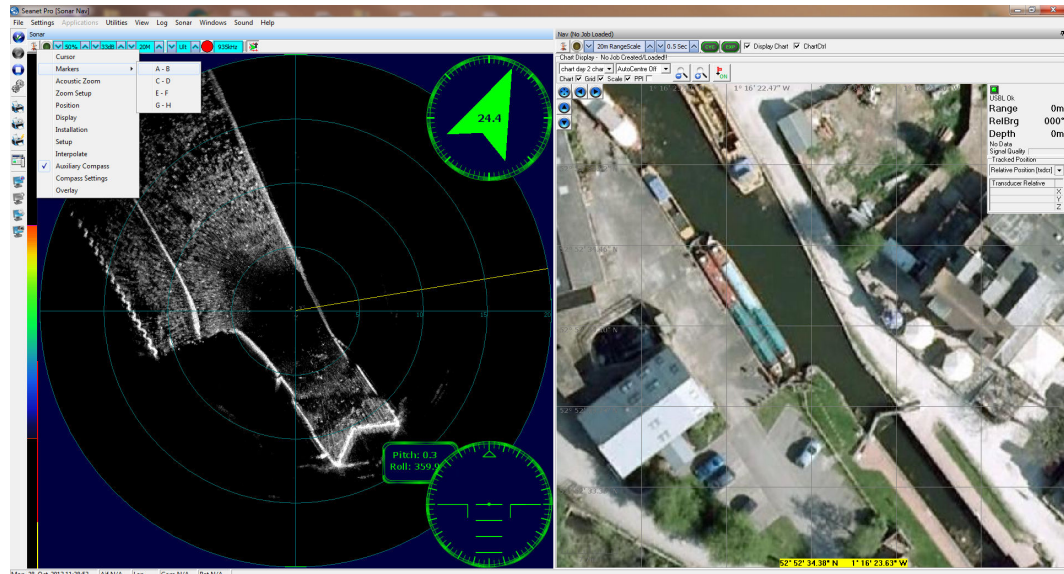 Seanet Pro [Sonar Nav]
File Settings Applications Utilities View Log Sonar Windows Sound Help
Sonar
50% 53dB 20M Ult 935kHz
Cursor
Markers
A - B
Acoustic Zoom
C - D
Zoom Setup
E - F
Position
G - H
Display
Installation
Setup
Interpolate
Auxiliary Compass
Compass Settings
Overlay
24.4
5 10 15 20
Pitch: 0.3
Roll: 359.9
Nav (No Job Loaded)
20m RangeScale 0.5 Sec Display Chart ChartCtrl
Chart Display - No Job Created/Loaded!!
chart day 2 char AutoCentre Off
Chart Grid Scale PPI
1° 16' 22.47" W
USBL Ok
Range 0m
RelBrg 000°
Depth 0m
No Data
Signal Quality
Tracked Position
Relative Position [txdcr]
Transducer Relative
X
Y
Z
52° 52' 34.38" N 1° 16' 23.63" W